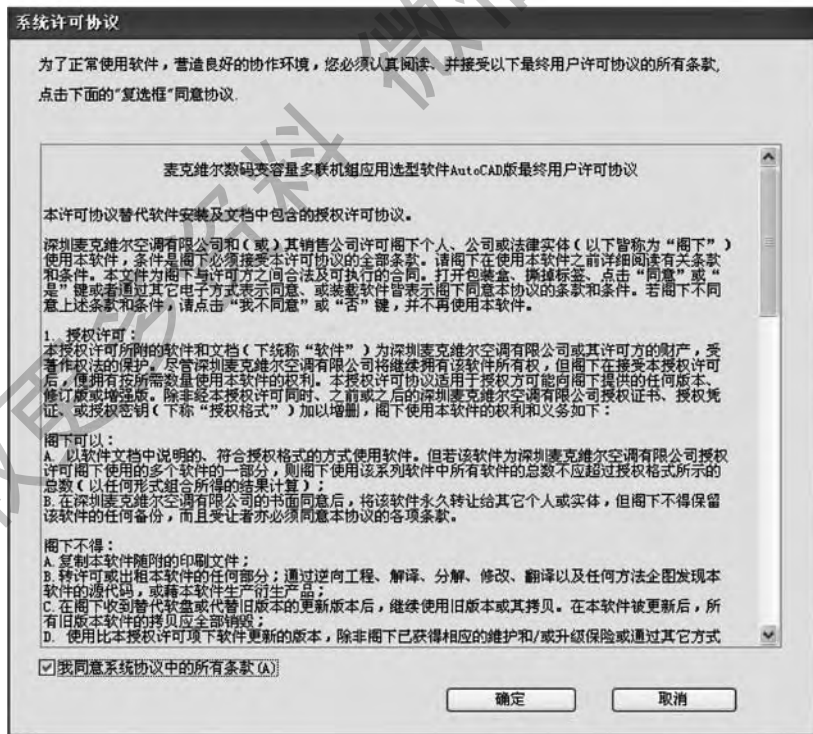 系统许可协议
为了正常使用软件，营造良好的协作环境，您必须认真阅读、并接受以下最终用户许可协议的所有条款，
点击下面的"复选框"同意协议.
麦克维尔数码变容量多联机组应用选型软件AutoCAD版最终用户许可协议
本许可协议替代软件安装及文档中包含的授权许可协议。
深圳麦克维尔空调有限公司和（或）其销售公司许可阁下个人、公司或法律实体（以下皆称为“阁下”）
使用本软件，条件是阁下必须接受本许可协议的全部条款。请阁下在使用本软件之前详细阅读有关条款
和条件。本文件为阁下与许可方之间合法及可执行的合同。打开包装盒、撕掉标签、点击“同意”或“
是”键或者通过其它电子方式表示同意、或装载软件皆表示阁下同意本协议的条款和条件。若阁下不同
意上述条款和条件，请点击“我不同意”或“否”键，并不再使用本软件。
1. 授权许可：
本授权许可所附的软件和文档（下统称“软件”）为深圳麦克维尔空调有限公司或其许可方的财产，受
著作权法的保护。尽管深圳麦克维尔空调有限公司将继续拥有该软件所有权，但阁下在接受本授权许可
后，便拥有按所需数量使用本软件的权利。本授权许可协议适用于授权方可能向阁下提供的任何版本、
修订版或增强版。除非经本授权许可同时、之前或之后的深圳麦克维尔空调有限公司授权证书、授权凭
证、或授权密钥（下称“授权格式”）加以增删，阁下使用本软件的权利和义务如下：
阁下可以：
A. 以软件文档中说明的、符合授权格式的方式使用软件。但若该软件为深圳麦克维尔空调有限公司授权
许可阁下使用的多个软件的一部分，则阁下使用该系列软件中所有软件的总数不应超过授权格式所示的
总数（以任何形式组合所得的结果计算）；
B.在深圳麦克维尔空调有限公司的书面同意后，将该软件永久转让给其它个人或实体，但阁下不得保留
该软件的任何备份，而且受让者亦必须同意本协议的各项条款。
阁下不得：
A.复制本软件随附的印刷文件；
B.转许可或出租本软件的任何部分；通过逆向工程、解译、分解、修改、翻译以及任何方法企图发现本
软件的源代码，或藉本软件生产衍生产品；
C.在阁下收到替代软盘或代替旧版本的更新版本后，继续使用旧版本或其拷贝。在本软件被更新后，所
有旧版本软件的拷贝应全部销毁；
D. 使用比本授权许可项下软件更新的版本，除非阁下已获得相应的维护和/或升级保险或通过其它方式
我同意系统协议中的所有条款(A)
确定
取消